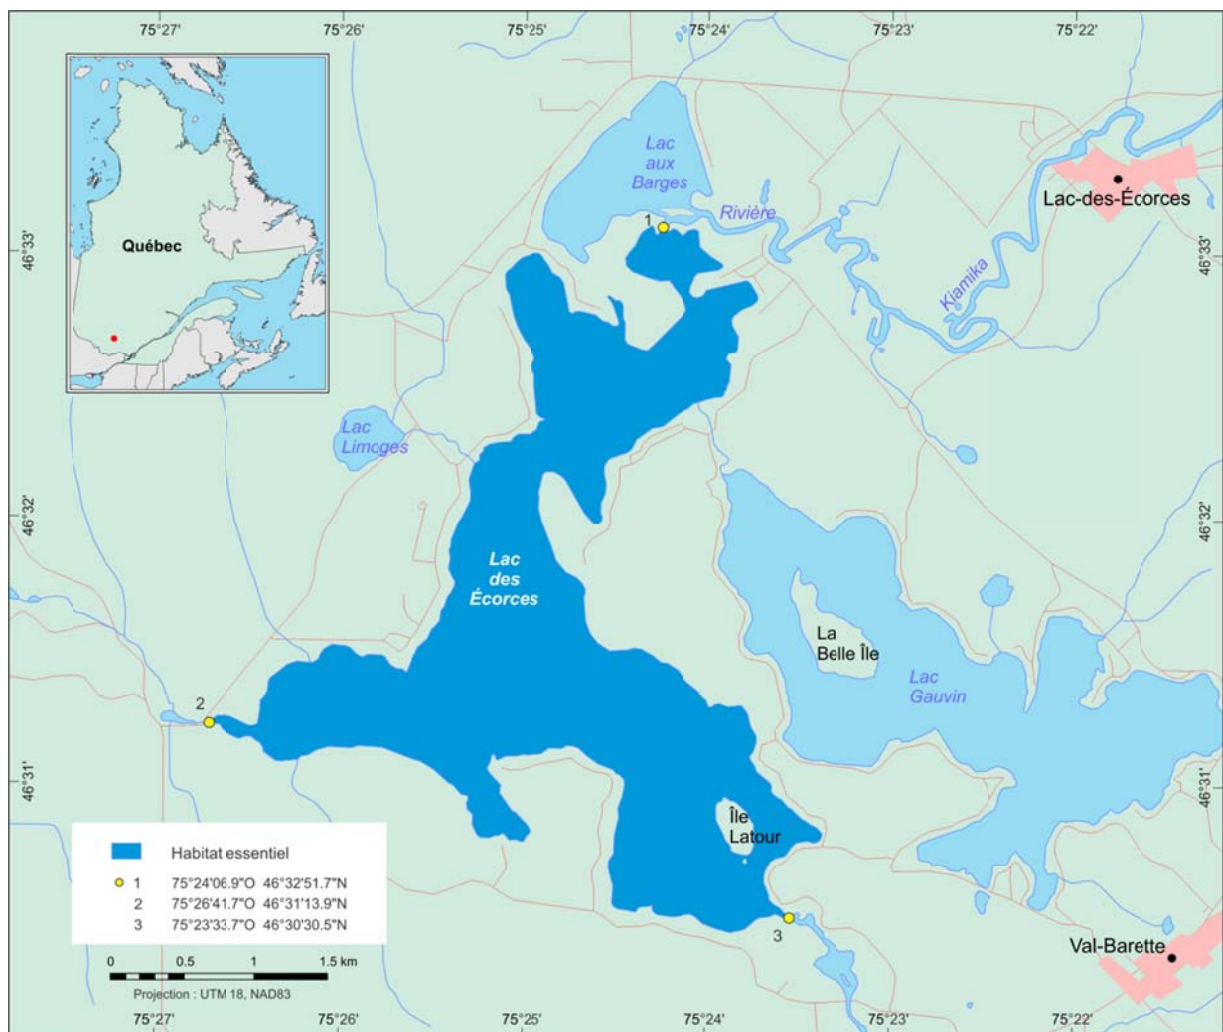 75°27' 75°26' 75°25' 75°24' 75°23' 75°22'
Québec
Lac
aux
Barges
Rivière
Kiamika
Lac-des-Écorces
1
46°33'
46°33'
Lac
Limoges
46°32'
46°32'
Lac
des
Écorces
La
Belle Île
Lac
Gauvin
2
46°31'
46°31'
Île
Latour
3
Val-Barette
Habitat essentiel
1 75°24'06.9"O 46°32'51.7"N
2 75°26'41.7"O 46°31'13.9"N
3 75°23'33.7"O 46°30'30.5"N
0 0.5 1 1.5 km
Projection : UTM 18, NAD83
75°27' 75°26' 75°25' 75°24' 75°23' 75°22'